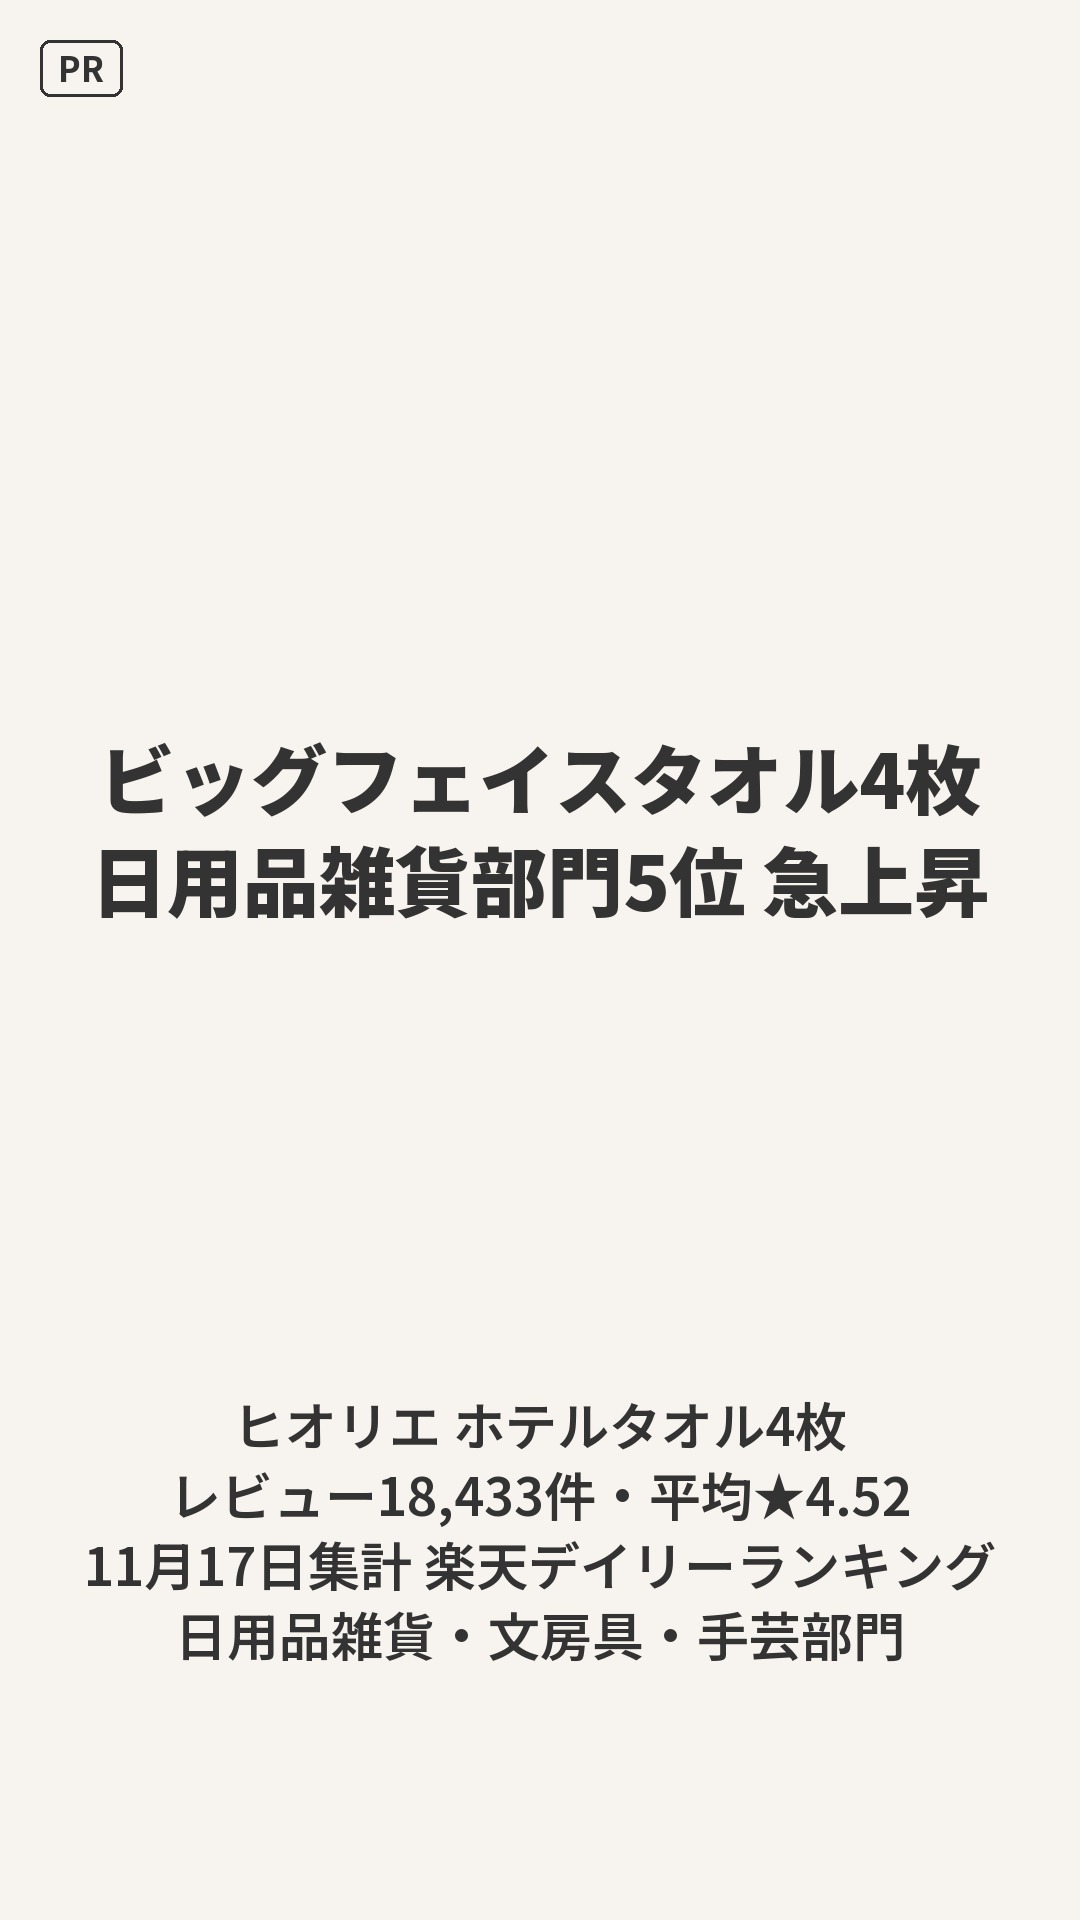 PR
ビッグフェイスタオル4枚
日用品雑貨部門5位 急上昇
ヒオリエ ホテルタオル4枚
レビュー18,433件・平均★4.52
11月17日集計 楽天デイリーランキング
日用品雑貨・文房具・手芸部門